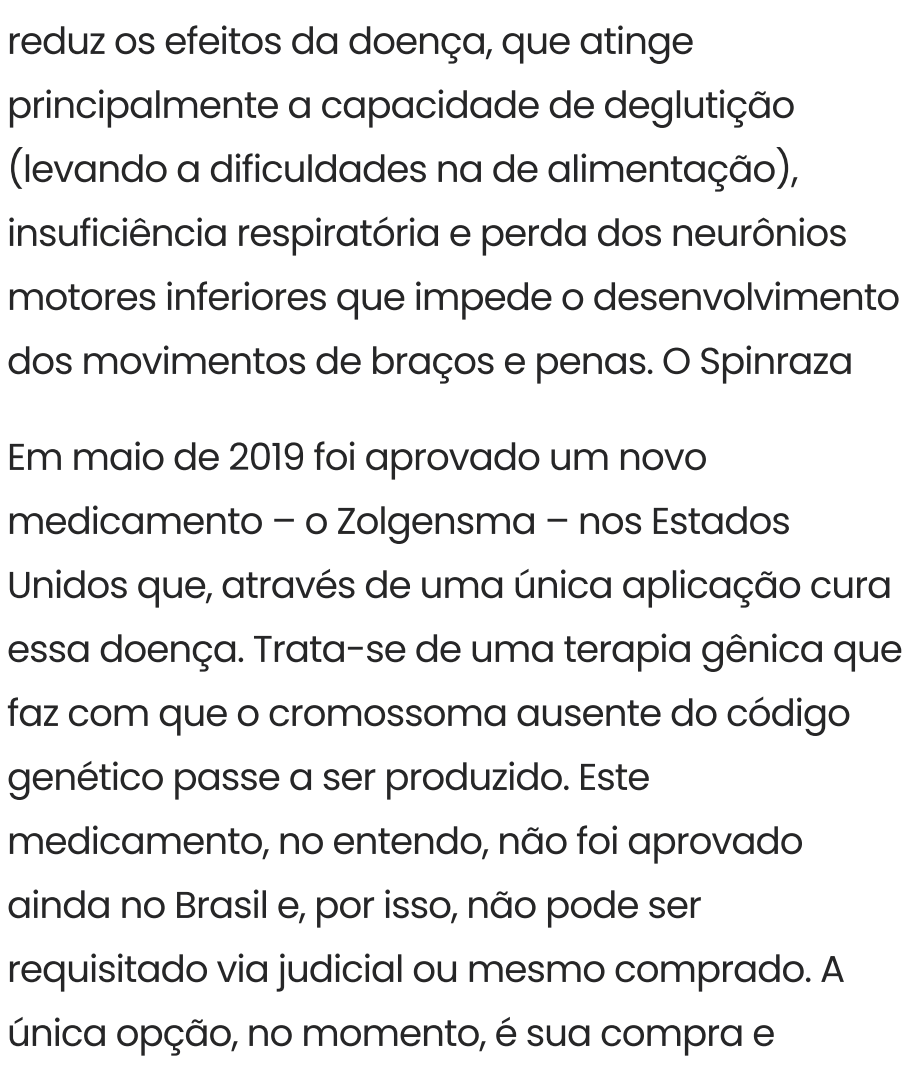 reduz os efeitos da doença, que atinge
principalmente a capacidade de deglutição
(levando a dificuldades na de alimentação),
insuficiência respiratória e perda dos neurônios
motores inferiores que impede o desenvolvimento
dos movimentos de braços e penas. O Spinraza
Em maio de 2019 foi aprovado um novo
medicamento – o Zolgensma – nos Estados
Unidos que, através de uma única aplicação cura
essa doença. Trata-se de uma terapia gênica que
faz com que o cromossoma ausente do código
genético passe a ser produzido. Este
medicamento, no entendo, não foi aprovado
ainda no Brasil e, por isso, não pode ser
requisitado via judicial ou mesmo comprado. A
única opção, no momento, é sua compra e